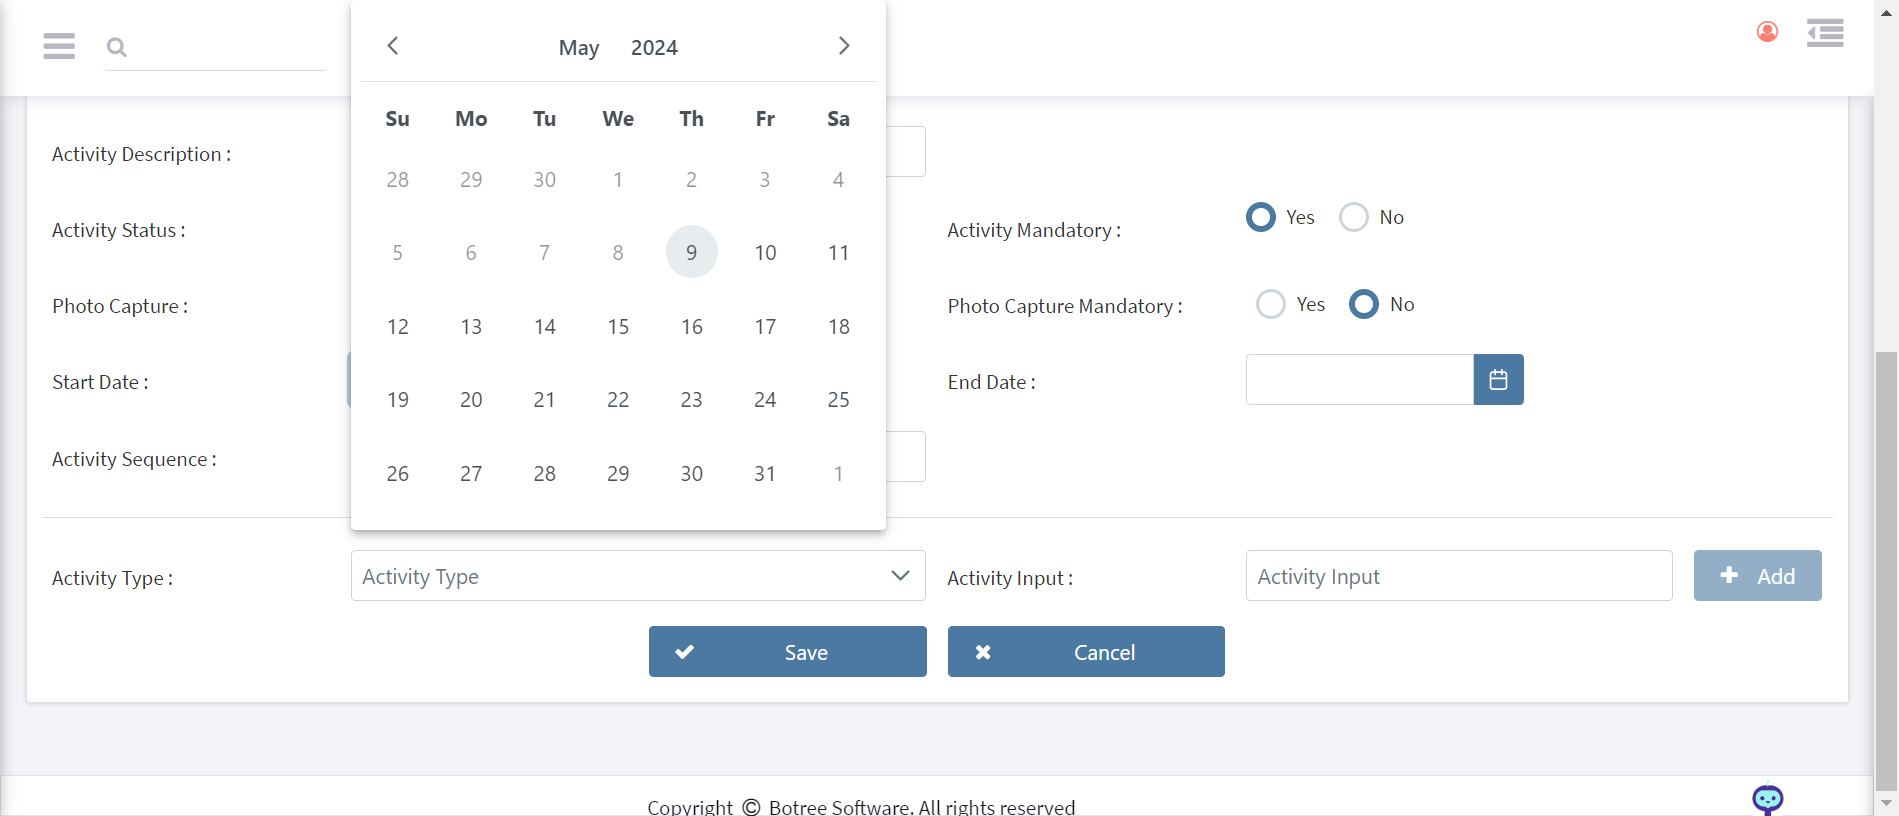 May 2024
Su Mo Tu We Th Fr Sa
28 29 30 1 2 3 4
5 6 7 8 9 10 11
12 13 14 15 16 17 18
19 20 21 22 23 24 25
26 27 28 29 30 31 1
Activity Description :
Activity Status :
Activity Mandatory :
Yes No
Photo Capture :
Photo Capture Mandatory :
Yes No
Start Date :
End Date :
Activity Sequence :
Activity Type :
Activity Type
Activity Input :
Activity Input
Add
Save
Cancel
Copyright © Botree Software. All rights reserved